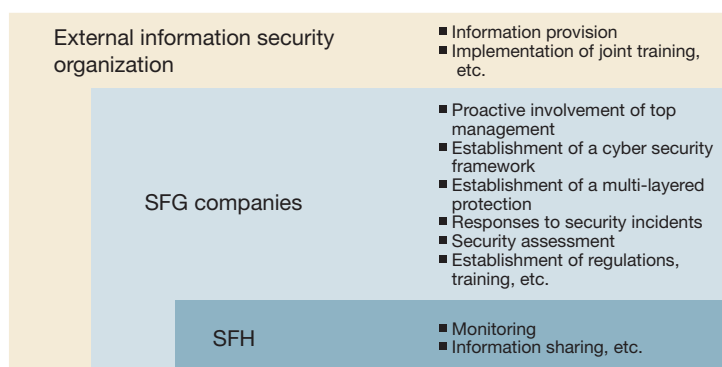 External information security
organization
■ Information provision
■ Implementation of joint training,
etc.
SFG companies
■ Proactive involvement of top
management
■ Establishment of a cyber security
framework
■ Establishment of a multi-layered
protection
■ Responses to security incidents
■ Security assessment
■ Establishment of regulations,
training, etc.
SFH
■ Monitoring
■ Information sharing, etc.